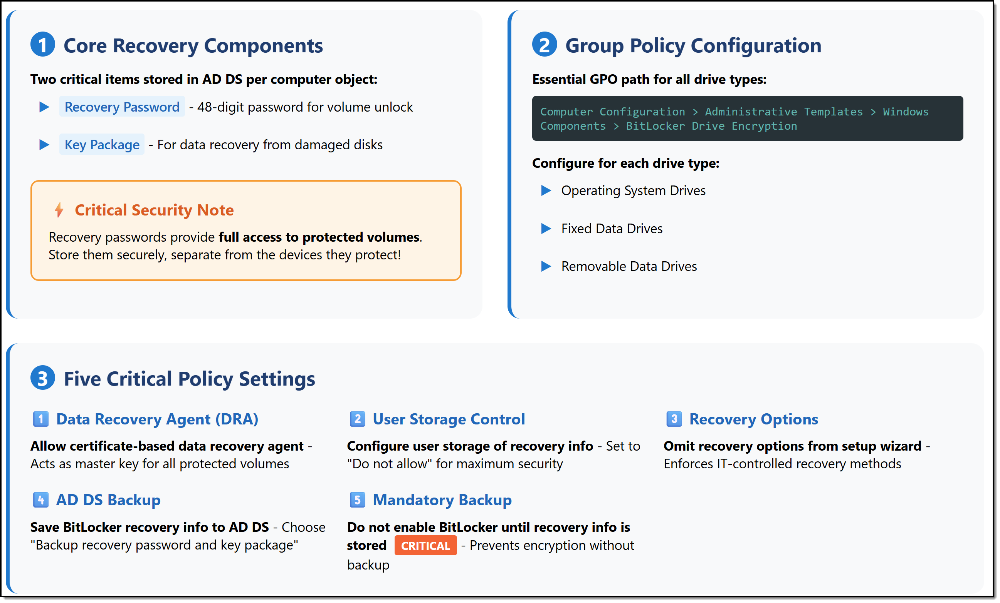 1 Core Recovery Components
Two critical items stored in AD DS per computer object:
Recovery Password - 48-digit password for volume unlock
Key Package - For data recovery from damaged disks
Critical Security Note
Recovery passwords provide full access to protected volumes.
Store them securely, separate from the devices they protect!
2 Group Policy Configuration
Essential GPO path for all drive types:
Computer Configuration > Administrative Templates > Windows
Components > BitLocker Drive Encryption
Configure for each drive type:
Operating System Drives
Fixed Data Drives
Removable Data Drives
3 Five Critical Policy Settings
1 Data Recovery Agent (DRA)
Allow certificate-based data recovery agent -
Acts as master key for all protected volumes
2 User Storage Control
Configure user storage of recovery info - Set to
"Do not allow" for maximum security
3 Recovery Options
Omit recovery options from setup wizard -
Enforces IT-controlled recovery methods
4 AD DS Backup
Save BitLocker recovery info to AD DS - Choose
"Backup recovery password and key package"
5 Mandatory Backup
Do not enable BitLocker until recovery info is
stored CRITICAL - Prevents encryption without
backup